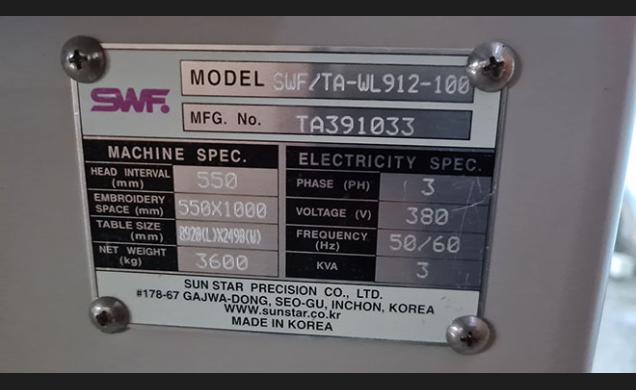 SWF
MODEL SWF/TA-WL912-100
MFG. No. TA391033
MACHINE SPEC.
HEAD INTERVAL (mm) 550
EMBROIDERY SPACE (mm) 550X1000
TABLE SIZE (mm) 8920(L)X2490(W)
NET WEIGHT (kg) 3600
ELECTRICITY SPEC.
PHASE (PH) 3
VOLTAGE (V) 380
FREQUENCY (Hz) 50/60
KVA 3
SUN STAR PRECISION CO., LTD.
#178-67 GAJWA-DONG, SEO-GU, INCHON, KOREA
www.sunstar.co.kr
MADE IN KOREA